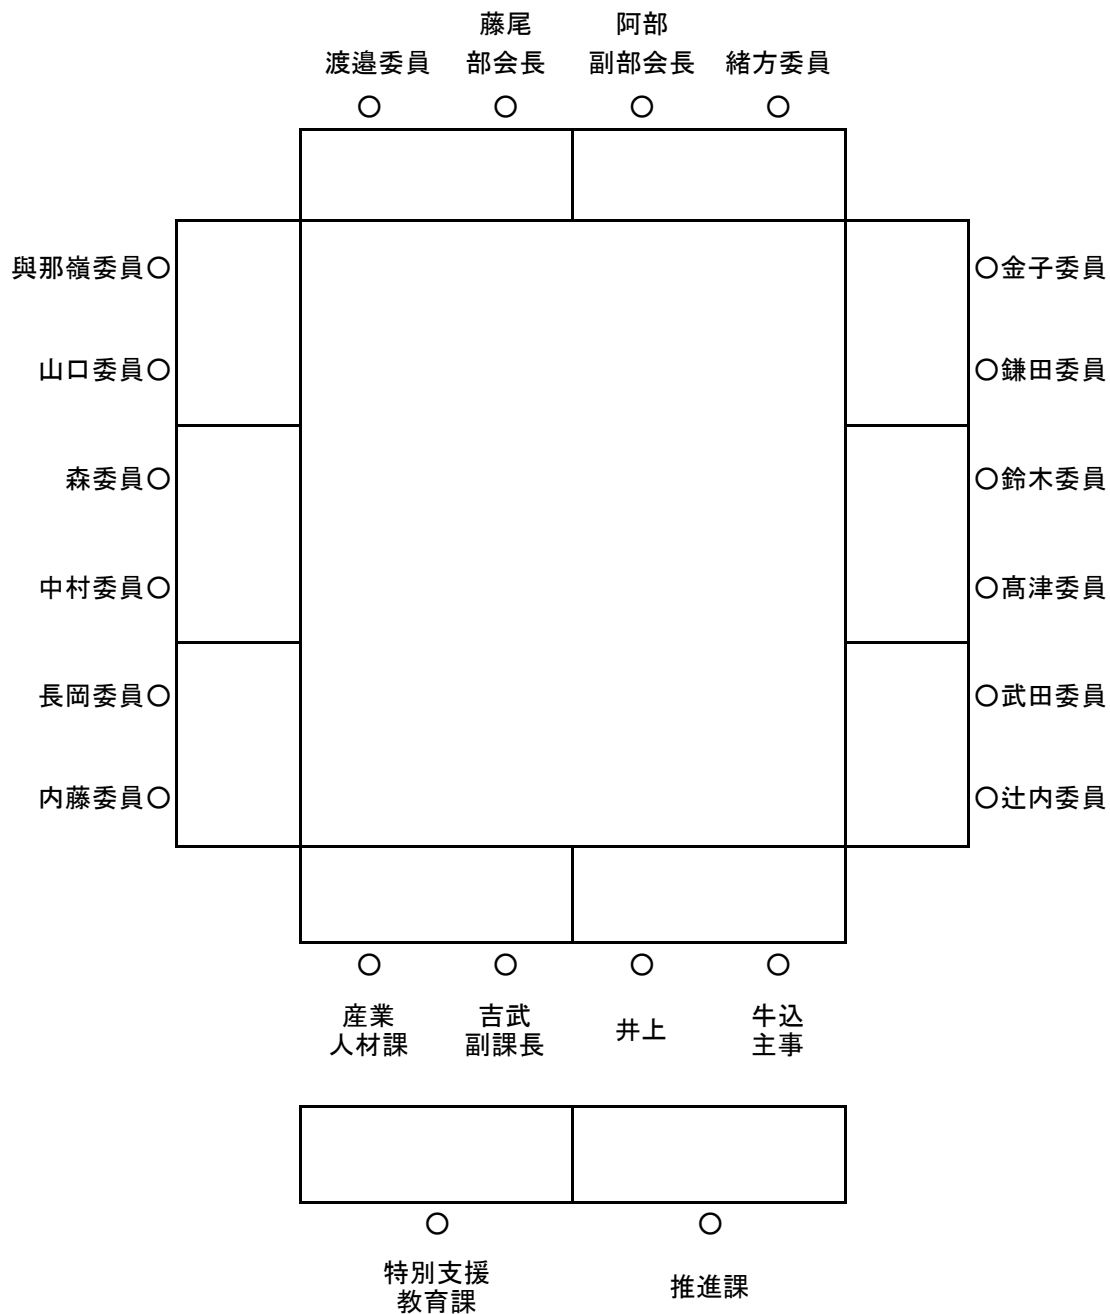 藤尾 阿部
渡邉委員 部会長 副部会長 緒方委員
○ ○ ○ ○
與那嶺委員○ ○金子委員
山口委員○ ○鎌田委員
森委員○ ○鈴木委員
中村委員○ ○髙津委員
長岡委員○ ○武田委員
内藤委員○ ○辻内委員
○ ○ ○ ○
産業 吉武 井上 牛込
人材課 副課長 主事
○ ○
特別支援 推進課
教育課